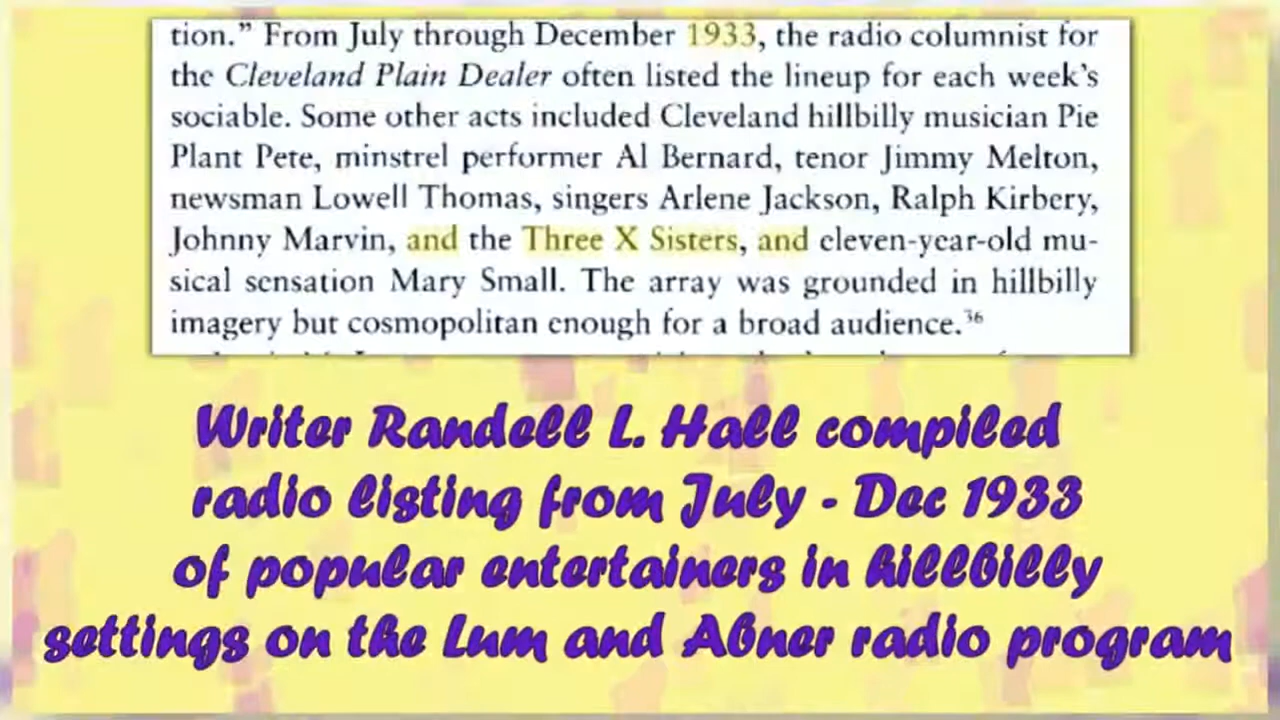 tion.” From July through December 1933, the radio columnist for
the Cleveland Plain Dealer often listed the lineup for each week’s
sociable. Some other acts included Cleveland hillbilly musician Pie
Plant Pete, minstrel performer Al Bernard, tenor Jimmy Melton,
newsman Lowell Thomas, singers Arlene Jackson, Ralph Kirbery,
Johnny Marvin, and the Three X Sisters, and eleven-year-old mu-
sical sensation Mary Small. The array was grounded in hillbilly
imagery but cosmopolitan enough for a broad audience.36
Writer Randell L. Hall compiled
radio listing from July - Dec 1933
of popular entertainers in hillbilly
settings on the Lum and Abner radio program